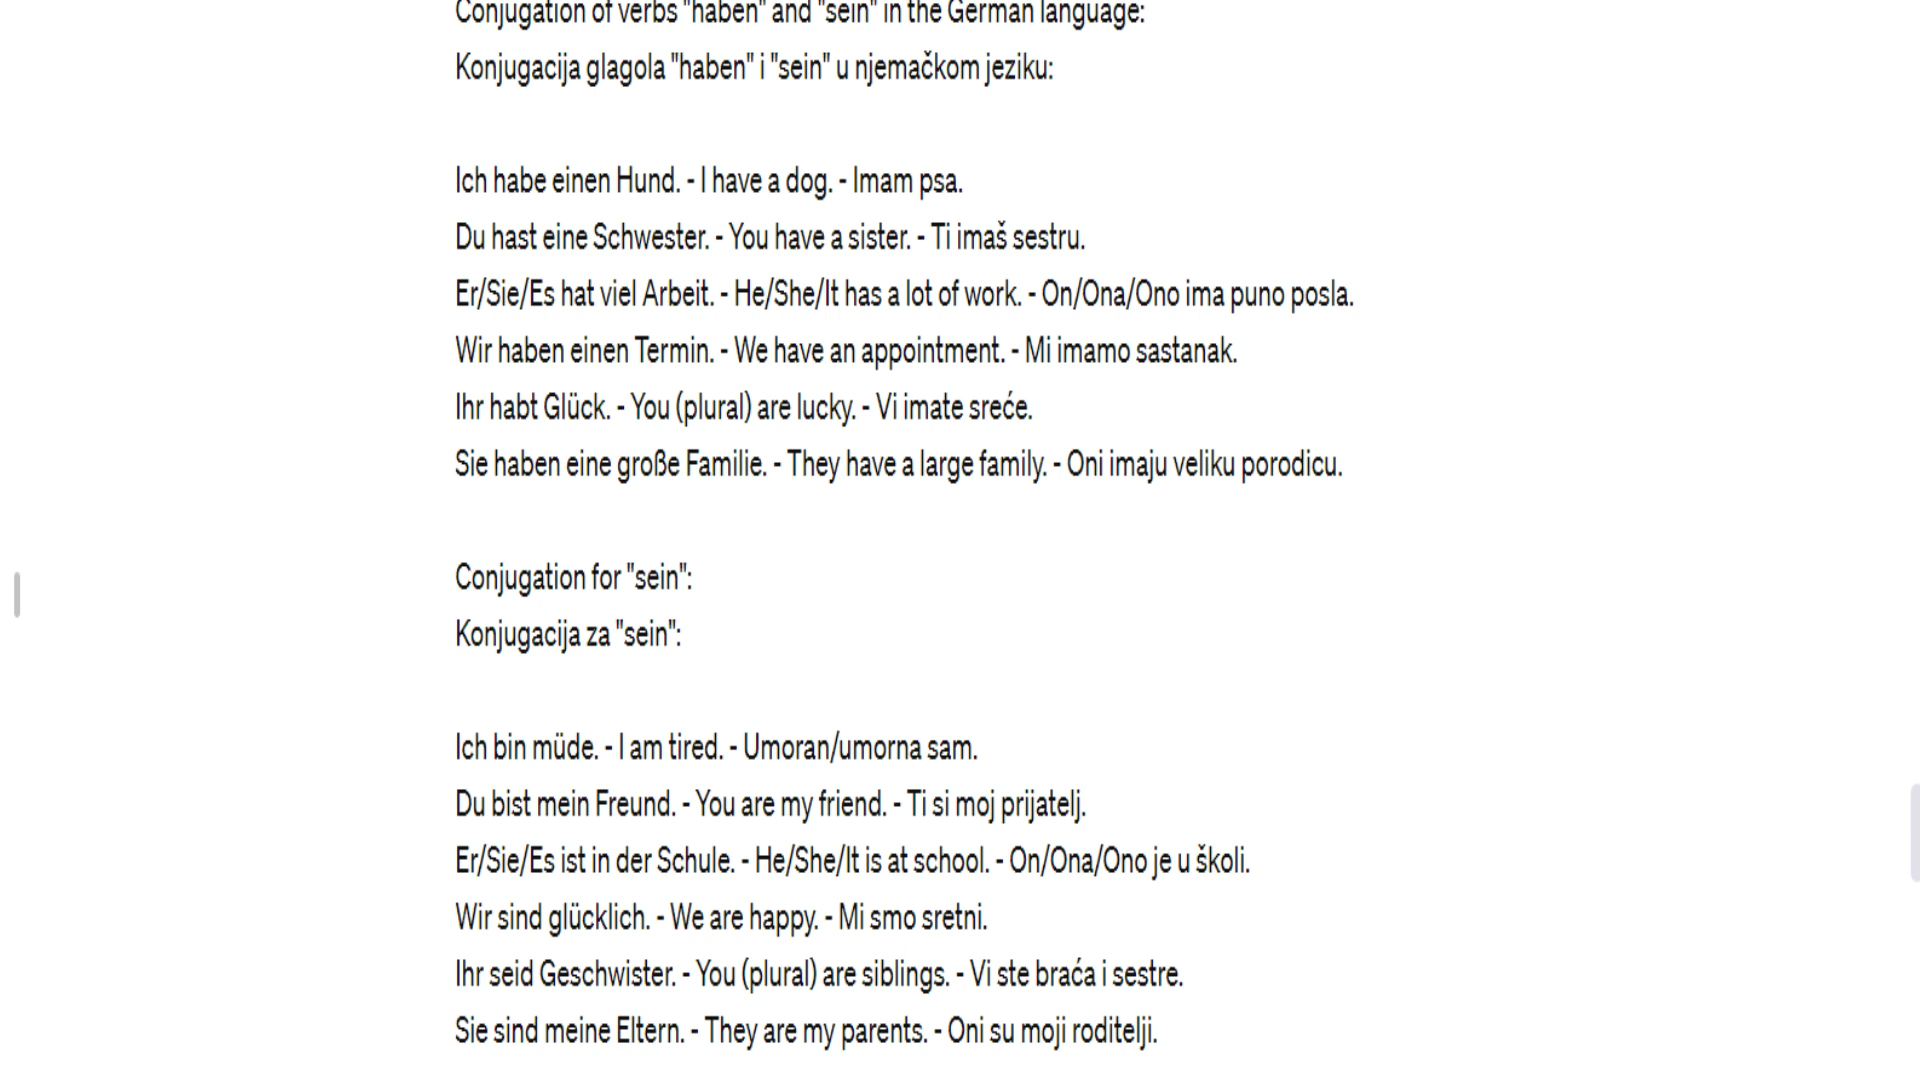 Conjugation of verbs "haben" and "sein" in the German language:
Konjugacija glagola "haben" i "sein" u njemačkom jeziku:
Ich habe einen Hund. - I have a dog. - Imam psa.
Du hast eine Schwester. - You have a sister. - Ti imaš sestru.
Er/Sie/Es hat viel Arbeit. - He/She/It has a lot of work. - On/Ona/Ono ima puno posla.
Wir haben einen Termin. - We have an appointment. - Mi imamo sastanak.
Ihr habt Glück. - You (plural) are lucky. - Vi imate sreće.
Sie haben eine große Familie. - They have a large family. - Oni imaju veliku porodicu.
Conjugation for "sein":
Konjugacija za "sein":
Ich bin müde. - I am tired. - Umoran/umorna sam.
Du bist mein Freund. - You are my friend. - Ti si moj prijatelj.
Er/Sie/Es ist in der Schule. - He/She/It is at school. - On/Ona/Ono je u školi.
Wir sind glücklich. - We are happy. - Mi smo sretni.
Ihr seid Geschwister. - You (plural) are siblings. - Vi ste braća i sestre.
Sie sind meine Eltern. - They are my parents. - Oni su moji roditelji.